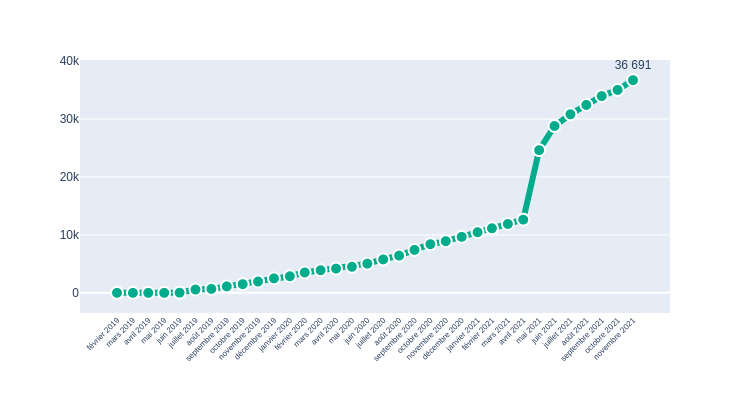 40k
36 691
30k
20k
10k
0
février 2019
mars 2019
avril 2019
mai 2019
juin 2019
juillet 2019
août 2019
septembre 2019
octobre 2019
novembre 2019
décembre 2019
janvier 2020
février 2020
mars 2020
avril 2020
mai 2020
juin 2020
juillet 2020
août 2020
septembre 2020
octobre 2020
novembre 2020
décembre 2020
janvier 2021
février 2021
mars 2021
avril 2021
mai 2021
juin 2021
juillet 2021
août 2021
septembre 2021
octobre 2021
novembre 2021